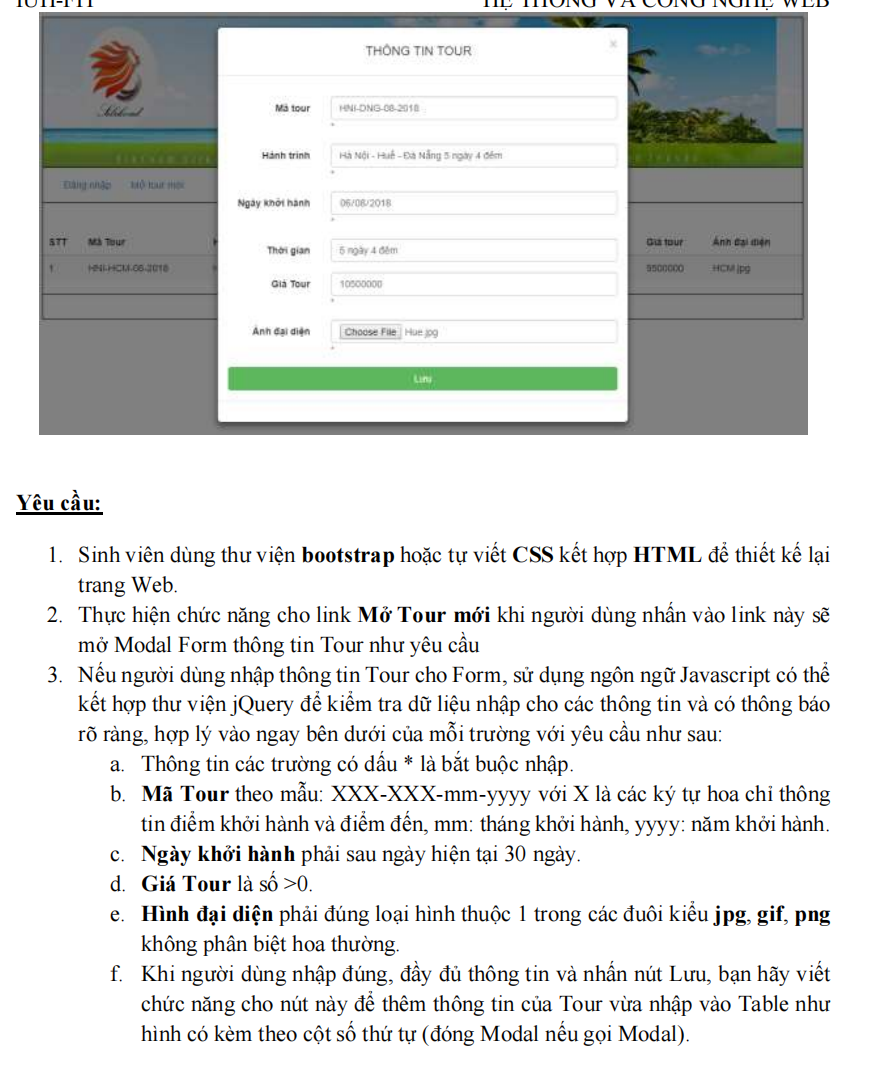 HỆ THỐNG VÀ CÔNG NGHỆ WEB
THÔNG TIN TOUR
×
Mã tour HNI-DNG-08-2018
*
Hành trình Hà Nội - Huế - Đà Nẵng 5 ngày 4 đêm
*
Ngày khởi hành 06/08/2018
*
Thời gian 5 ngày 4 đêm
Giá Tour 10500000
*
Ảnh đại diện Choose File Hue.jpg
*
Lưu
Đăng nhập Mở tour mới
STT Mã Tour H Giá tour Ảnh đại diện
1 HNI-HCM-06-2018 9500000 HCM.jpg
Yêu cầu:
1. Sinh viên dùng thư viện bootstrap hoặc tự viết CSS kết hợp HTML để thiết kế lại
trang Web.
2. Thực hiện chức năng cho link Mở Tour mới khi người dùng nhấn vào link này sẽ
mở Modal Form thông tin Tour như yêu cầu
3. Nếu người dùng nhập thông tin Tour cho Form, sử dụng ngôn ngữ Javascript có thể
kết hợp thư viện jQuery để kiểm tra dữ liệu nhập cho các thông tin và có thông báo
rõ ràng, hợp lý vào ngay bên dưới của mỗi trường với yêu cầu như sau:
a. Thông tin các trường có dấu * là bắt buộc nhập.
b. Mã Tour theo mẫu: XXX-XXX-mm-yyyy với X là các ký tự hoa chỉ thông
tin điểm khởi hành và điểm đến, mm: tháng khởi hành, yyyy: năm khởi hành.
c. Ngày khởi hành phải sau ngày hiện tại 30 ngày.
d. Giá Tour là số >0.
e. Hình đại diện phải đúng loại hình thuộc 1 trong các đuôi kiểu jpg, gif, png
không phân biệt hoa thường.
f. Khi người dùng nhập đúng, đầy đủ thông tin và nhấn nút Lưu, bạn hãy viết
chức năng cho nút này để thêm thông tin của Tour vừa nhập vào Table như
hình có kèm theo cột số thứ tự (đóng Modal nếu gọi Modal).